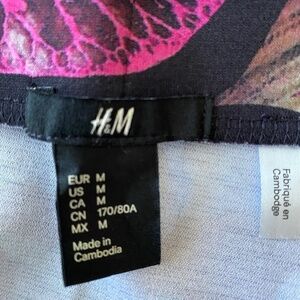 H&M
EUR M
US M
CA M
CN 170/80A
MX M
Made in
Cambodia
Fabriqué en
Cambodge